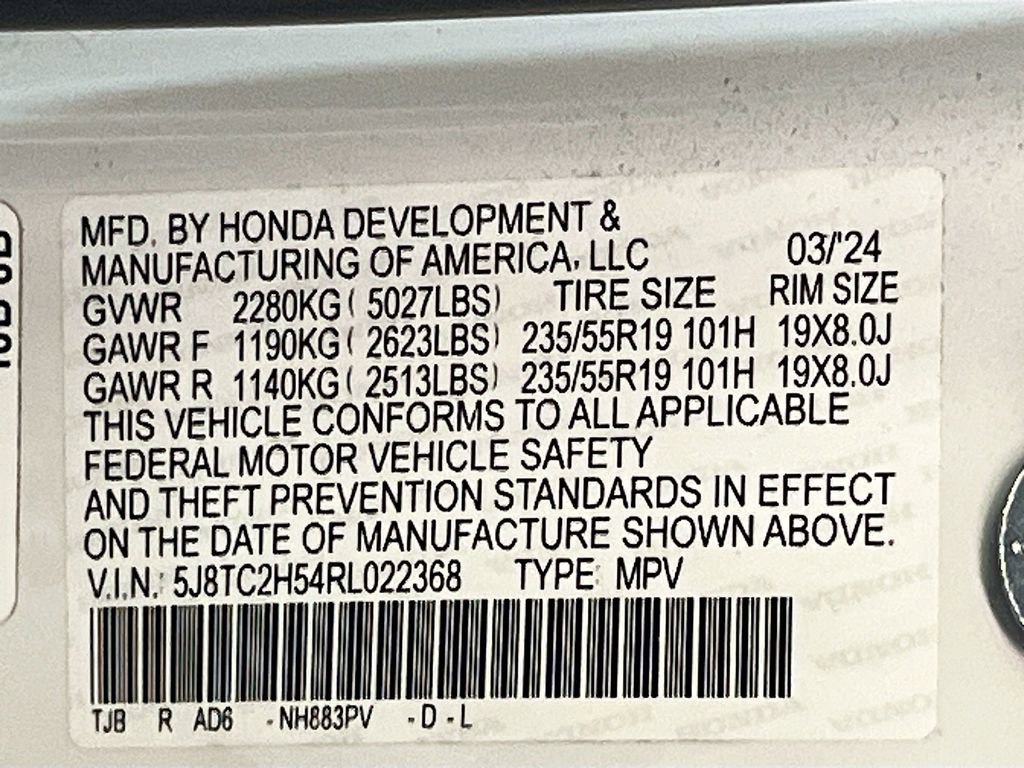 MFD. BY HONDA DEVELOPMENT &
MANUFACTURING OF AMERICA, LLC 03/'24
GVWR 2280KG ( 5027LBS) TIRE SIZE RIM SIZE
GAWR F 1190KG ( 2623LBS) 235/55R19 101H 19X8.0J
GAWR R 1140KG ( 2513LBS) 235/55R19 101H 19X8.0J
THIS VEHICLE CONFORMS TO ALL APPLICABLE
FEDERAL MOTOR VEHICLE SAFETY
AND THEFT PREVENTION STANDARDS IN EFFECT
ON THE DATE OF MANUFACTURE SHOWN ABOVE.
V.I.N.: 5J8TC2H54RL022368 TYPE: MPV
TJB R AD6 -NH883PV -D-L